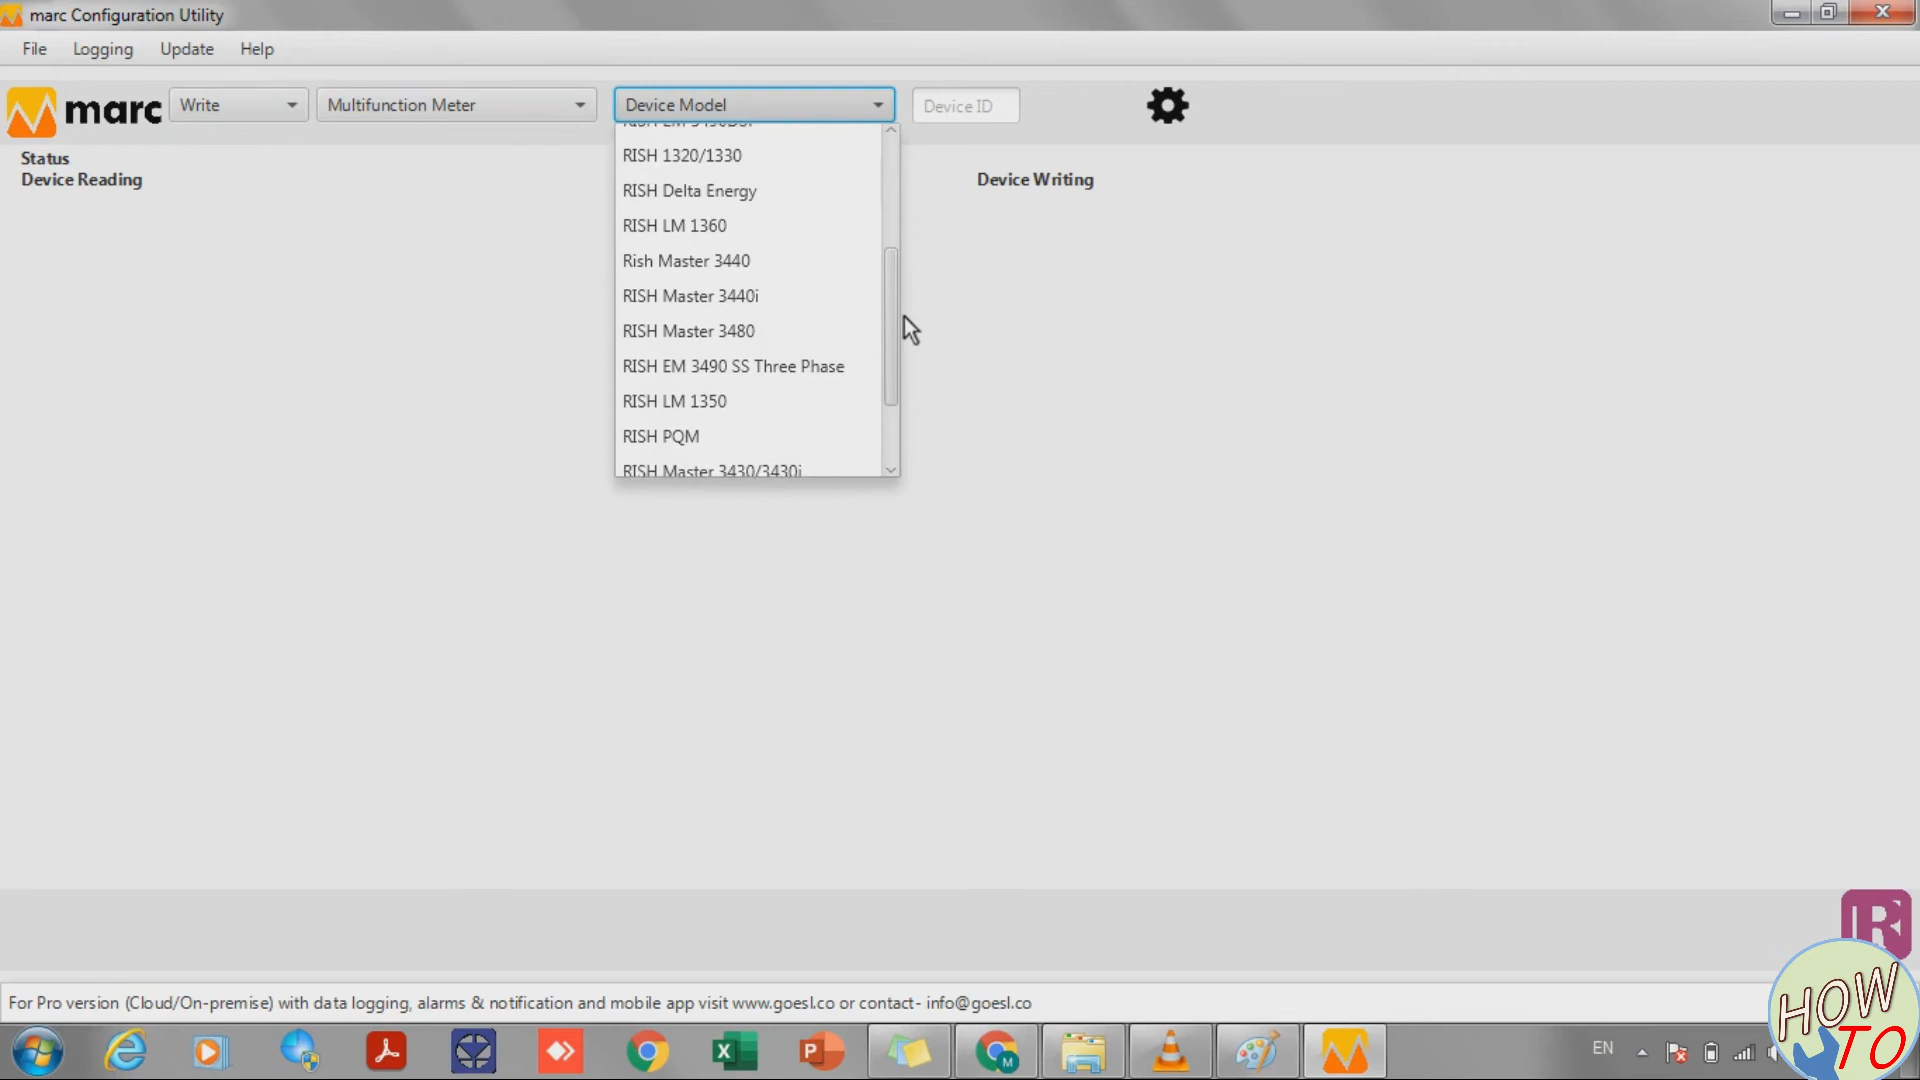 marc Configuration Utility
File Logging Update Help
marc Write Multifunction Meter Device Model Device ID
Status
Device Reading
Device Writing
RISH 1320/1330
RISH Delta Energy
RISH LM 1360
Rish Master 3440
RISH Master 3440i
RISH Master 3480
RISH EM 3490 SS Three Phase
RISH LM 1350
RISH PQM
RISH Master 3430/3430i
For Pro version (Cloud/On-premise) with data logging, alarms & notification and mobile app visit www.goesl.co or contact- info@goesl.co
EN
HOW
TO